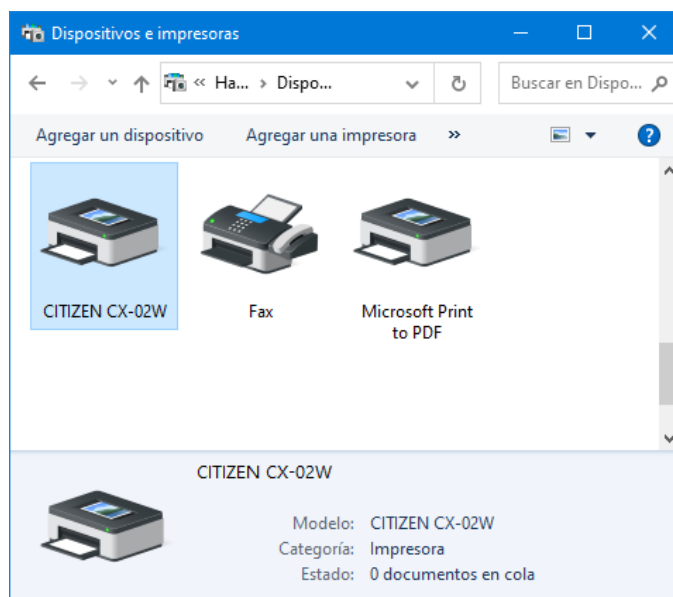 Dispositivos e impresoras
« Ha... > Dispo...
Buscar en Dispo...
Agregar un dispositivo Agregar una impresora »
?
CITIZEN CX-02W Fax Microsoft Print
to PDF
CITIZEN CX-02W
Modelo: CITIZEN CX-02W
Categoría: Impresora
Estado: 0 documentos en cola